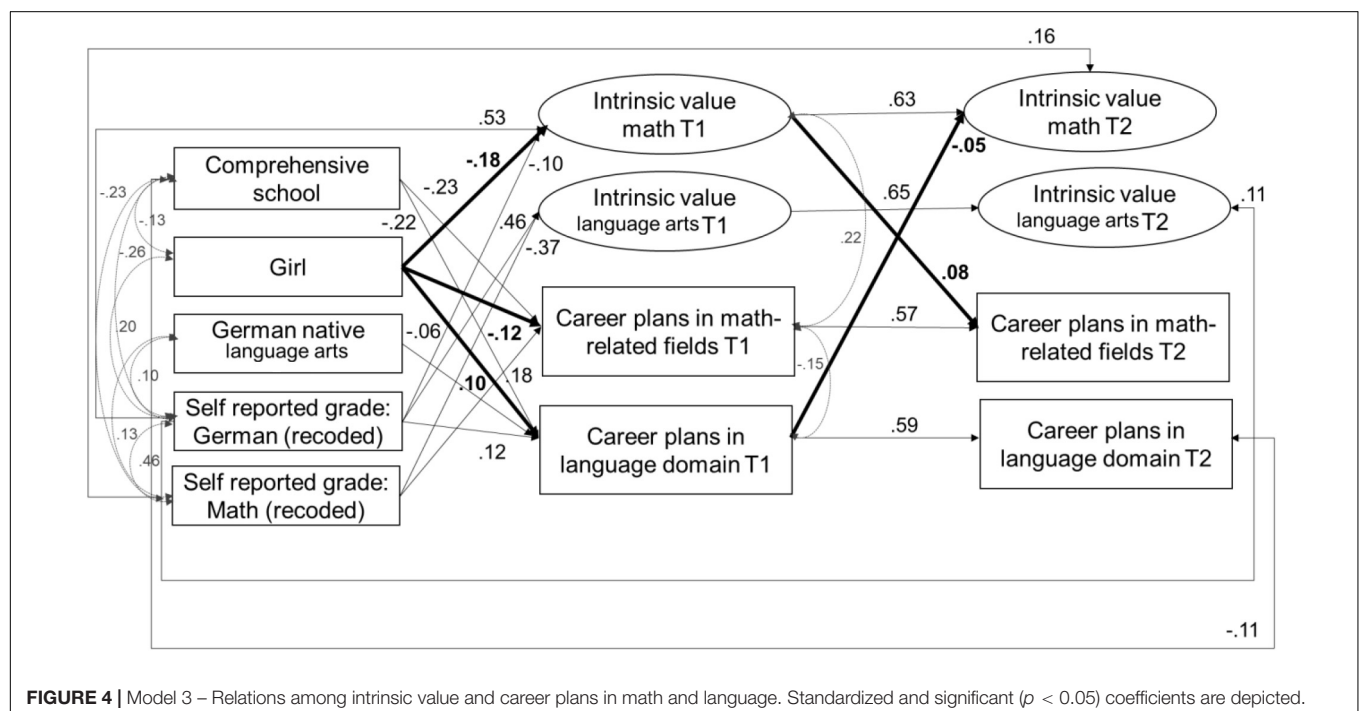 .16
Intrinsic value
math T1
.63
Intrinsic value
math T2
.53
-.18
-.10
-.05
Comprehensive
school
-.23
-.23
-.13
-.22
.46
Intrinsic value
language arts T1
.65
Intrinsic value
language arts T2
.11
-.37
-.26
Girl
.22
.08
German native
language arts
-.06
-.12
Career plans in math-
related fields T1
.57
Career plans in math-
related fields T2
.20
.10
-.15
.10
.18
Self reported grade:
German (recoded)
.12
Career plans in
language domain T1
.59
Career plans in
language domain T2
.13
.46
Self reported grade:
Math (recoded)
-.11
FIGURE 4 | Model 3 – Relations among intrinsic value and career plans in math and language. Standardized and significant (p < 0.05) coefficients are depicted.